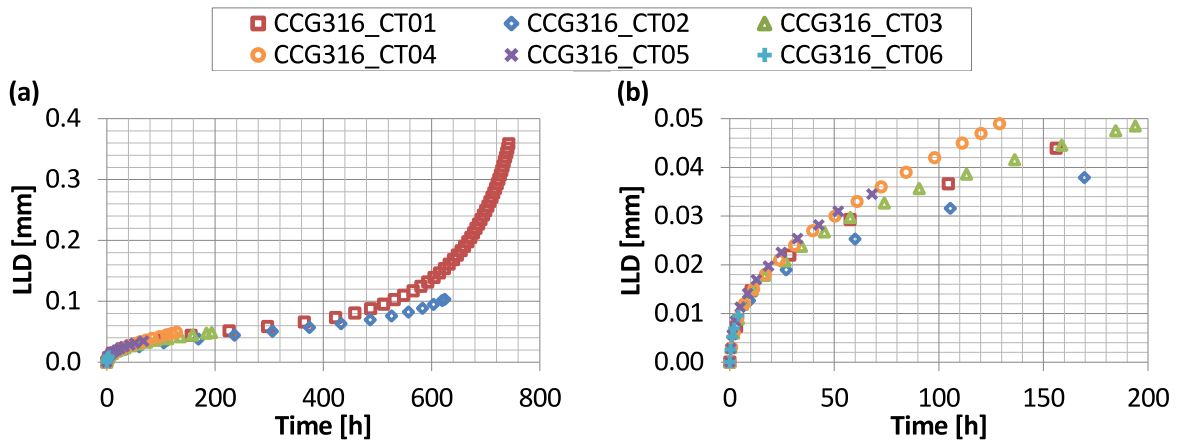 CCG316_CT01 CCG316_CT02 CCG316_CT03
CCG316_CT04 CCG316_CT05 CCG316_CT06
(a)
0.4
0.3
0.2
0.1
0.0
LLD [mm]
0 200 400 600 800
Time [h]
(b)
0.05
0.04
0.03
0.02
0.01
0.00
LLD [mm]
0 50 100 150 200
Time [h]